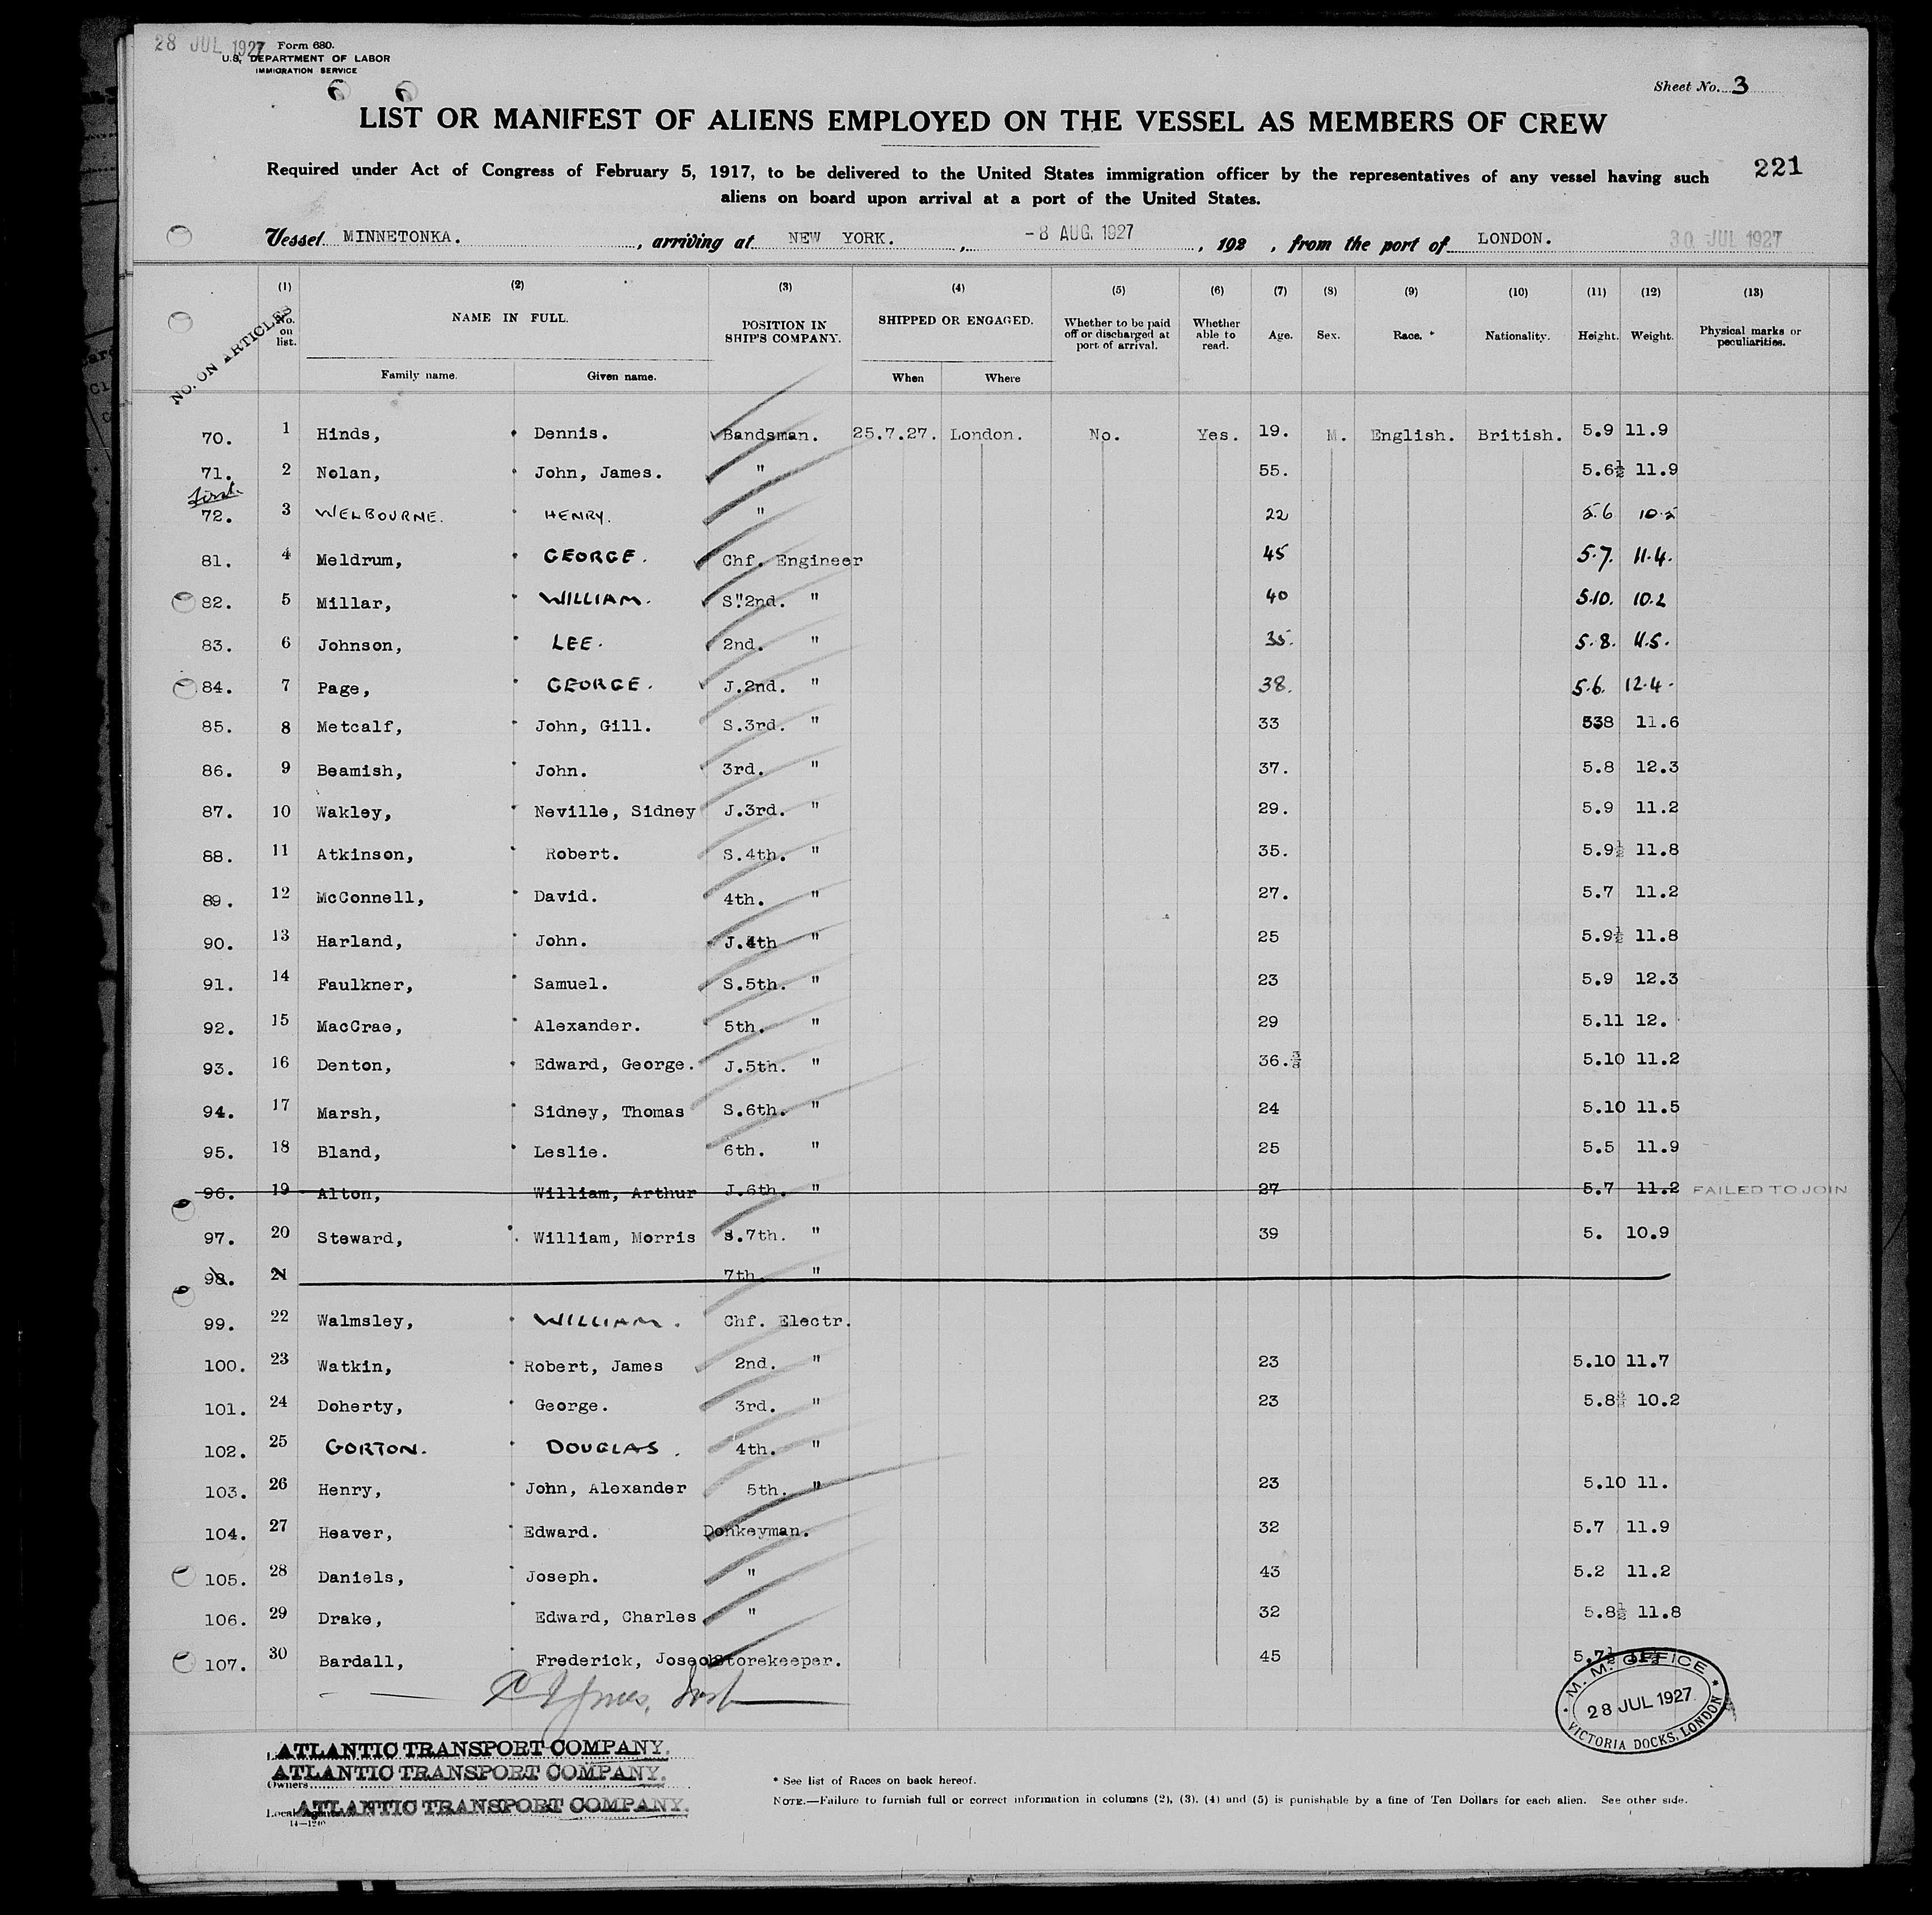 28 JUL 1927
Form 680.
U.S. DEPARTMENT OF LABOR
IMMIGRATION SERVICE
Sheet No. 3
LIST OR MANIFEST OF ALIENS EMPLOYED ON THE VESSEL AS MEMBERS OF CREW
221
Required under Act of Congress of February 5, 1917, to be delivered to the United States immigration officer by the representatives of any vessel having such
aliens on board upon arrival at a port of the United States.
Vessel MINNETONKA. , arriving at NEW YORK. , -8 AUG. 1927 , 192 , from the port of LONDON. 30 JUL 1927
NO. ON ARTICLES
(1) (2) (3) (4) (5) (6) (7) (8) (9) (10) (11) (12) (13)
No. on list. NAME IN FULL. POSITION IN SHIP'S COMPANY. SHIPPED OR ENGAGED. Whether to be paid off or discharged at port of arrival. Whether able to read. Age. Sex. Race. * Nationality. Height. Weight. Physical marks or peculiarities.
Family name. Given name. When Where
70. 1 Hinds, Dennis. Bandsman. 25.7.27. London. No. Yes. 19. M. English. British. 5.9 11.9
71. 2 Nolan, John, James. " 55. 5.6½ 11.9
first
72. 3 WELBOURNE. HENRY. " 22 5.6 10.5
81. 4 Meldrum, GEORGE. Chf. Engineer 45 5.7. 11.4.
82. 5 Millar, WILLIAM. S."2nd. " 40 5.10. 10.2
83. 6 Johnson, LEE. 2nd. " 35. 5.8. 11.5.
84. 7 Page, GEORGE. J.2nd. " 38. 5.6. 12.4.
85. 8 Metcalf, John, Gill. S.3rd. " 33 538 11.6
86. 9 Beamish, John. 3rd. " 37. 5.8 12.3
87. 10 Wakley, Neville, Sidney J.3rd. " 29. 5.9 11.2
88. 11 Atkinson, Robert. S.4th. " 35. 5.9½ 11.8
89. 12 McConnell, David. 4th. " 27. 5.7 11.2
90. 13 Harland, John. J.4th " 25 5.9½ 11.8
91. 14 Faulkner, Samuel. S.5th. " 23 5.9 12.3
92. 15 MacCrae, Alexander. 5th. " 29 5.11 12.
93. 16 Denton, Edward, George. J.5th. " 36. 5.10 11.2
94. 17 Marsh, Sidney, Thomas S.6th. " 24 5.10 11.5
95. 18 Bland, Leslie. 6th. " 25 5.5 11.9
96. 19 Alton, William, Arthur J.6th. " 27 5.7 11.2 FAILED TO JOIN
97. 20 Steward, William, Morris S.7th. " 39 5. 10.9
98. 21 7th. "
99. 22 Walmsley, WILLIAM. Chf. Electr.
100. 23 Watkin, Robert, James 2nd. " 23 5.10 11.7
101. 24 Doherty, George. 3rd. " 23 5.8½ 10.2
102. 25 GORTON. DOUGLAS. 4th. "
103. 26 Henry, John, Alexander 5th. " 23 5.10 11.
104. 27 Heaver, Edward. Donkeyman. 32 5.7 11.9
105. 28 Daniels, Joseph. " 43 5.2 11.2
106. 29 Drake, Edward, Charles " 32 5.8½ 11.8
107. 30 Bardall, Frederick, Joseph Storekeeper. 45 5.7½
M. M. OFFICE
28 JUL 1927
VICTORIA DOCKS, LONDON
ATLANTIC TRANSPORT COMPANY.
ATLANTIC TRANSPORT COMPANY.
Owners
Local Agents ATLANTIC TRANSPORT COMPANY.
14—1240
* See list of Races on back hereof.
NOTE.—Failure to furnish full or correct information in columns (2), (3), (4) and (5) is punishable by a fine of Ten Dollars for each alien. See other side.